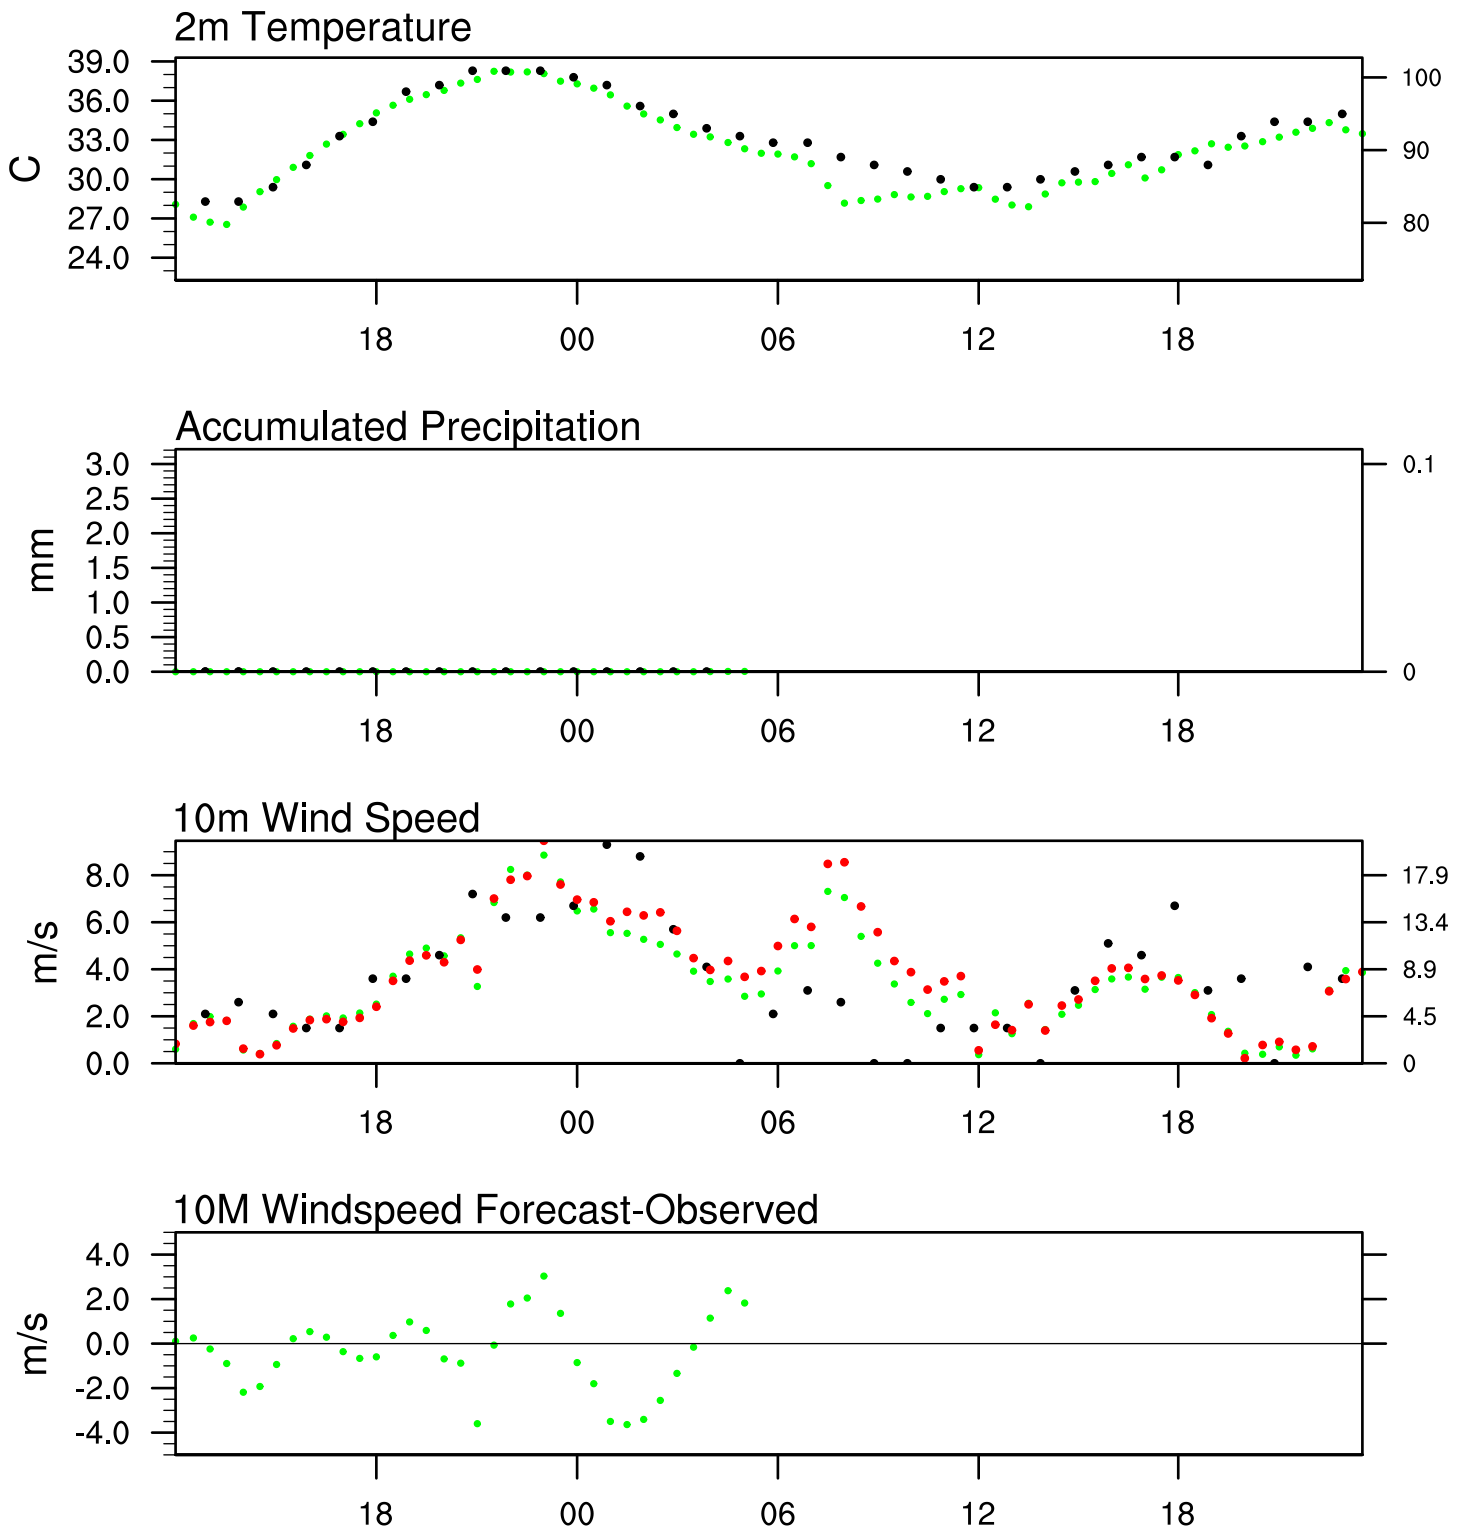 2m Temperature
39.0
36.0
33.0
30.0
27.0
24.0
C
100
90
80
18 00 06 12 18
Accumulated Precipitation
3.0
2.5
2.0
1.5
1.0
0.5
0.0
mm
0.1
0
18 00 06 12 18
10m Wind Speed
8.0
6.0
4.0
2.0
0.0
m/s
17.9
13.4
8.9
4.5
0
18 00 06 12 18
10M Windspeed Forecast-Observed
4.0
2.0
0.0
-2.0
-4.0
m/s
18 00 06 12 18